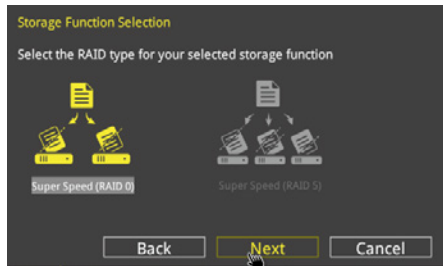 Storage Function Selection
Select the RAID type for your selected storage function
Super Speed (RAID 0)
Super Speed (RAID 5)
Back
Next
Cancel